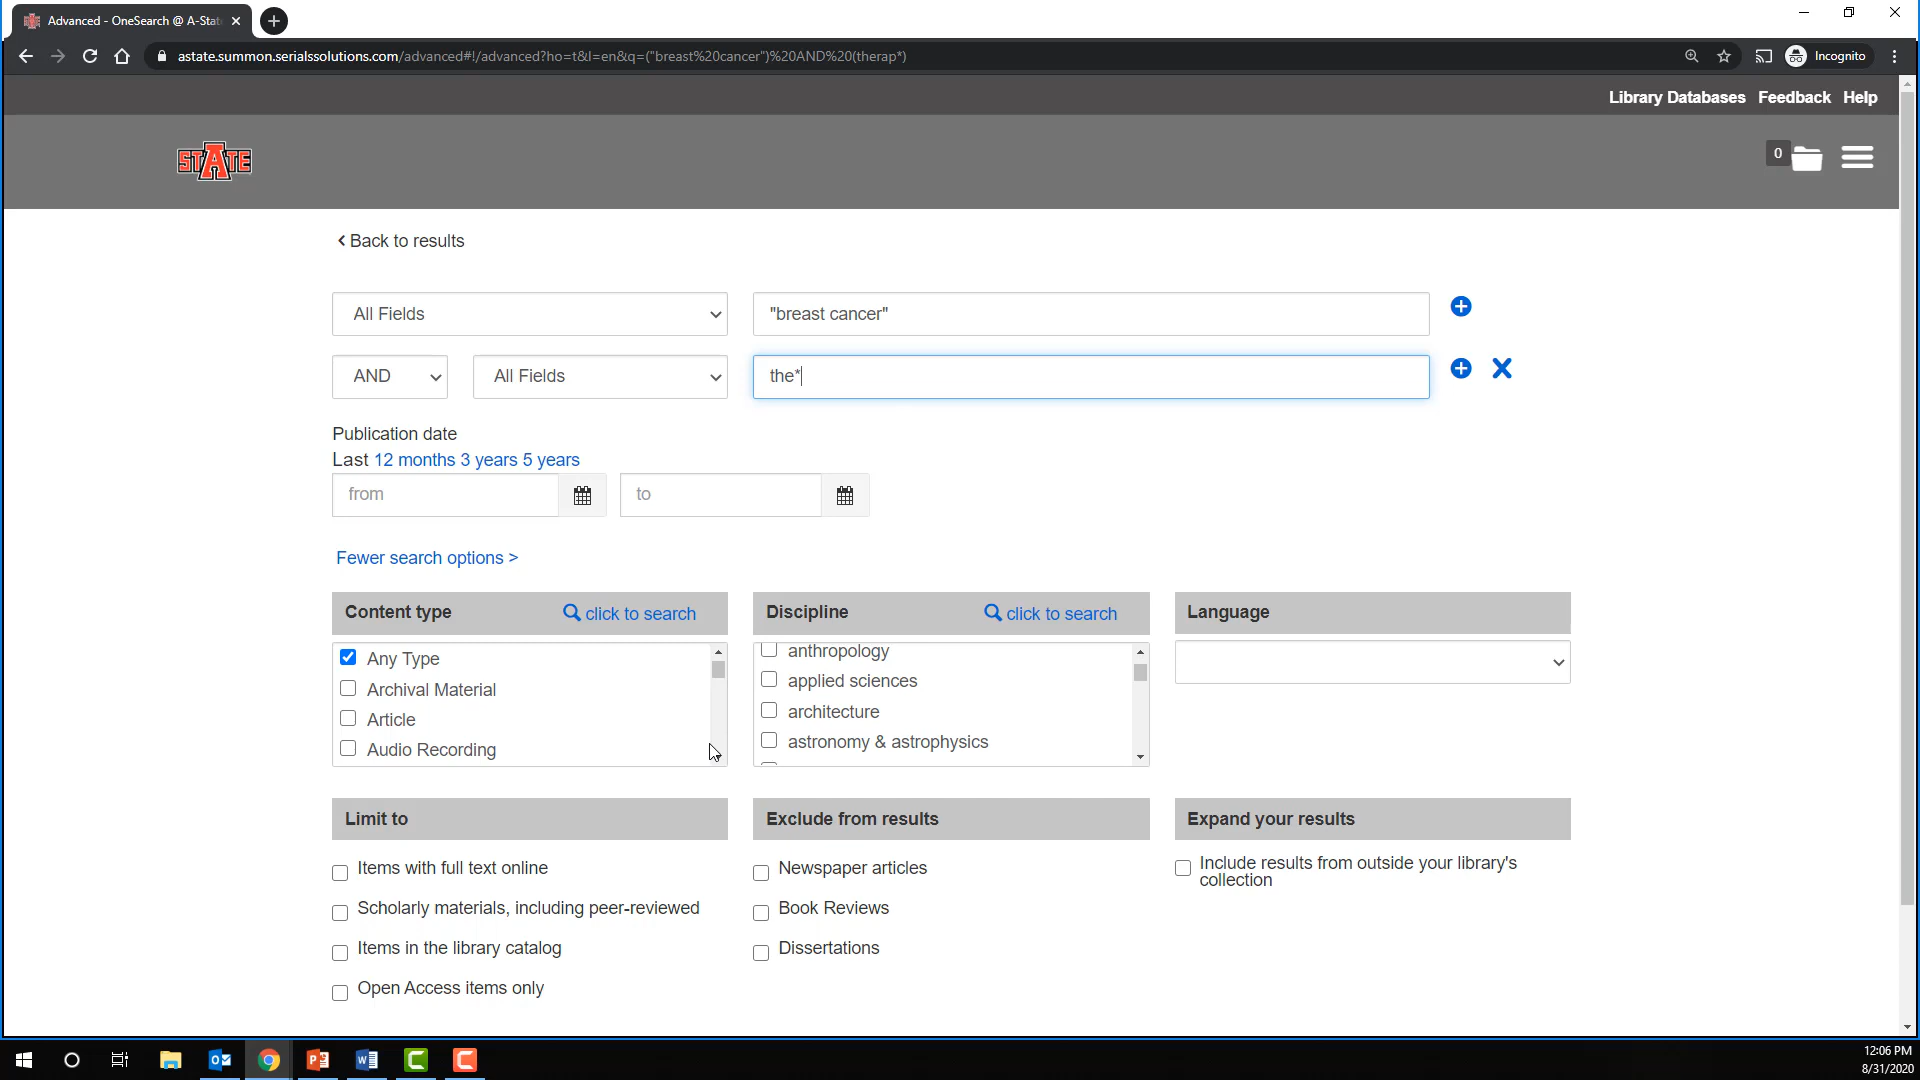 Advanced - OneSearch @ A-Stat
astate.summon.serialssolutions.com/advanced#!/advanced?ho=t&l=en&q=("breast%20cancer")%20AND%20(therap*)
Incognito
Library Databases Feedback Help
STATE
0
Back to results
All Fields
"breast cancer"
AND
All Fields
the*
Publication date
Last 12 months 3 years 5 years
from
to
Fewer search options >
Content type
click to search
Discipline
click to search
Language
Any Type
Archival Material
Article
Audio Recording
anthropology
applied sciences
architecture
astronomy & astrophysics
Limit to
Exclude from results
Expand your results
Items with full text online
Scholarly materials, including peer-reviewed
Items in the library catalog
Open Access items only
Newspaper articles
Book Reviews
Dissertations
Include results from outside your library's
collection
12:06 PM
8/31/2020